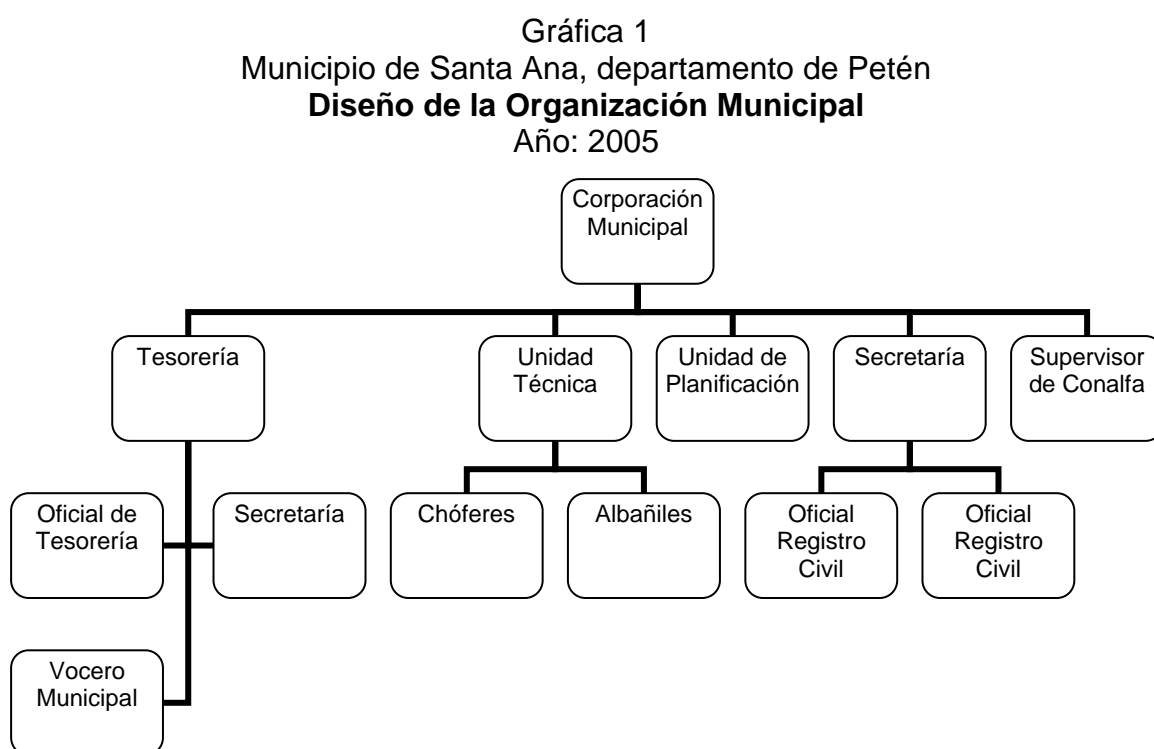 Gráfica 1
Municipio de Santa Ana, departamento de Petén
Diseño de la Organización Municipal
Año: 2005
Corporación
Municipal
Tesorería
Unidad
Técnica
Unidad de
Planificación
Secretaría
Supervisor
de Conalfa
Oficial de
Tesorería
Secretaría
Chóferes
Albañiles
Oficial
Registro
Civil
Oficial
Registro
Civil
Vocero
Municipal